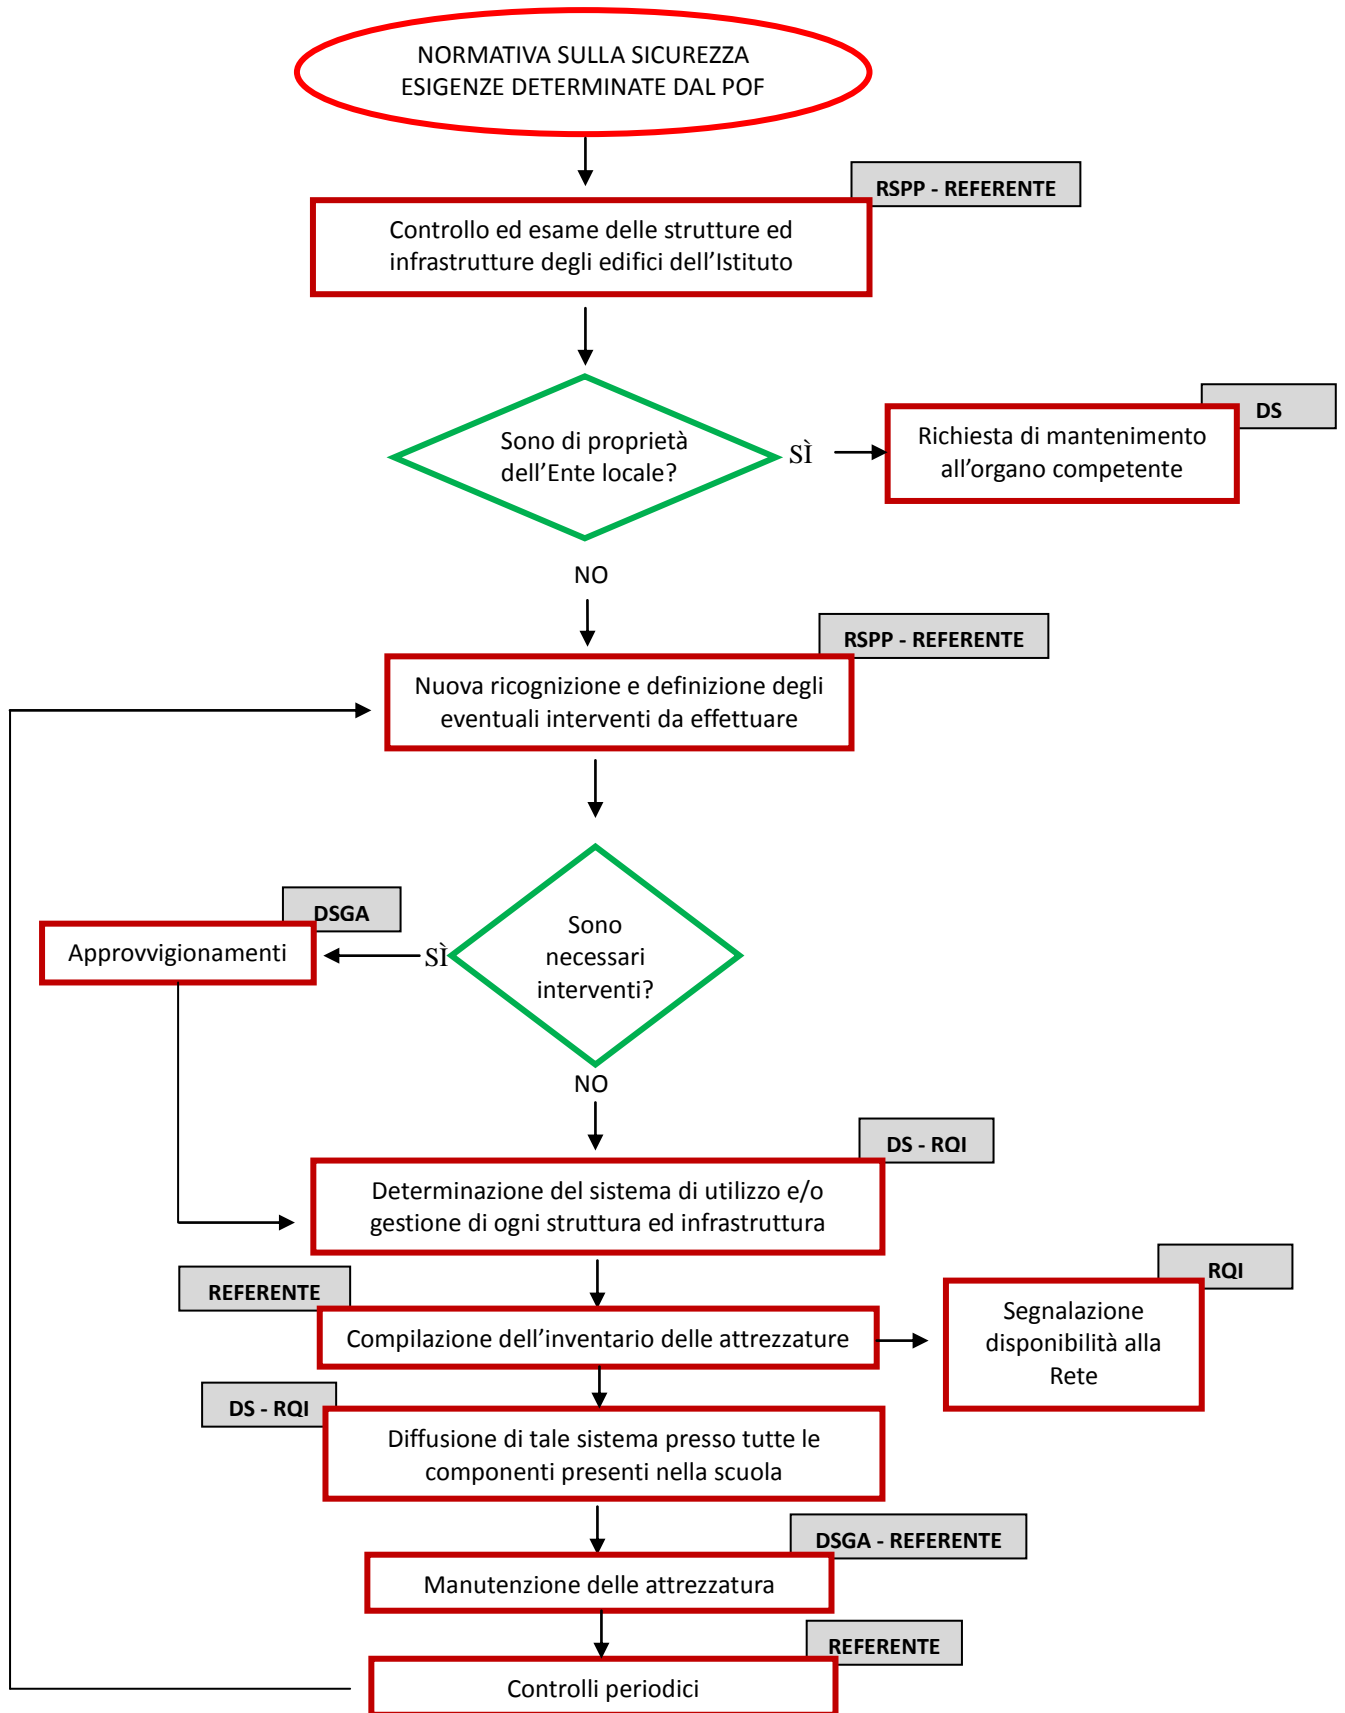 NORMATIVA SULLA SICUREZZA
ESIGENZE DETERMINATE DAL POF
RSPP - REFERENTE
Controllo ed esame delle strutture ed
infrastrutture degli edifici dell’Istituto
Sono di proprietà
dell’Ente locale?
SÌ
DS
Richiesta di mantenimento
all’organo competente
NO
RSPP - REFERENTE
Nuova ricognizione e definizione degli
eventuali interventi da effettuare
DSGA
Approvvigionamenti
SÌ
Sono
necessari
interventi?
NO
DS - RQI
Determinazione del sistema di utilizzo e/o
gestione di ogni struttura ed infrastruttura
REFERENTE
Compilazione dell’inventario delle attrezzature
RQI
Segnalazione
disponibilità alla
Rete
DS - RQI
Diffusione di tale sistema presso tutte le
componenti presenti nella scuola
DSGA - REFERENTE
Manutenzione delle attrezzatura
REFERENTE
Controlli periodici